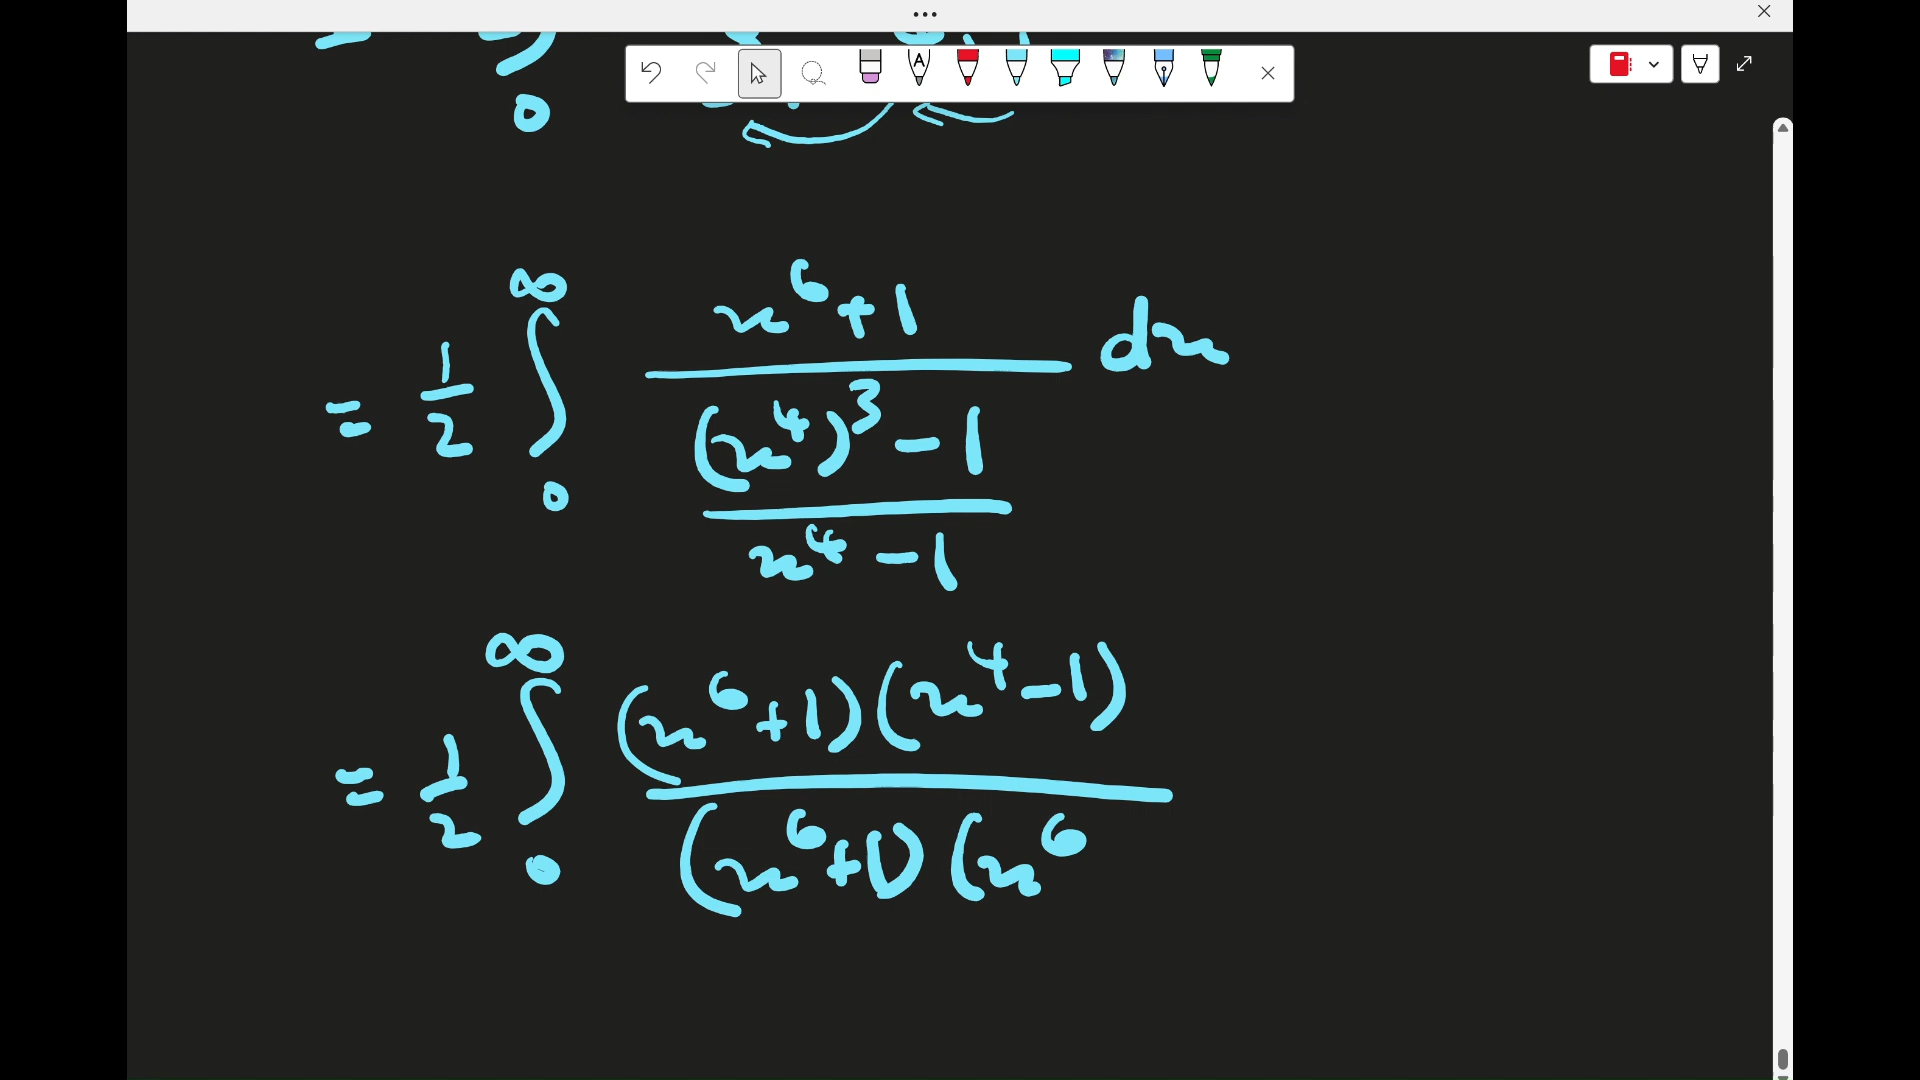 = 1/2 ∫₀^∞ (x⁶+1) / (((x⁴)³ − 1)/(x⁴ − 1)) dx
= 1/2 ∫₀^∞ (x⁶+1)(x⁴−1) / (x⁶+1)(x⁶